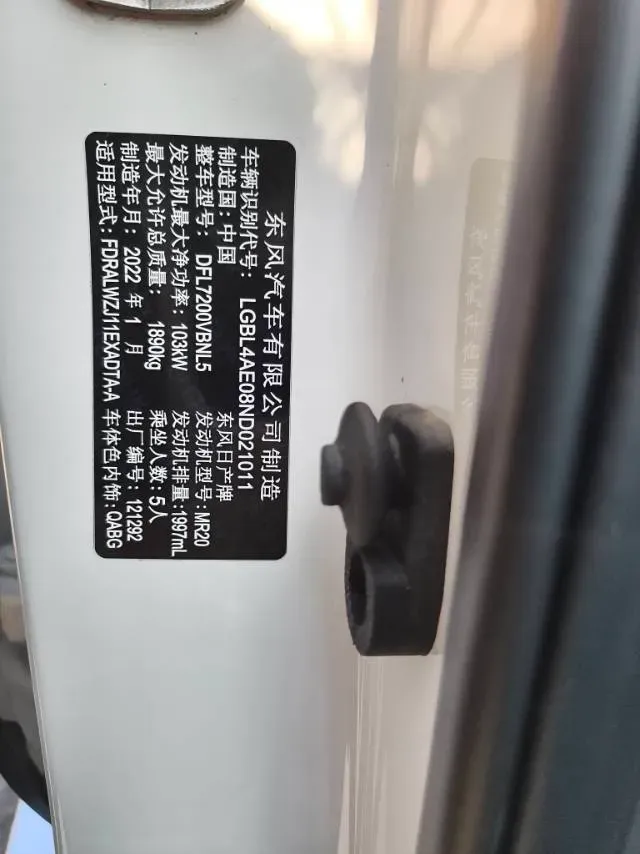 东风汽车有限公司制造
车辆识别代号: LGBL4AE08ND021011
制造国: 中国 东风日产牌
整车型号: DFL7200VBNL5 发动机型号: MR20
发动机最大净功率: 103kW 发动机排量: 1997mL
最大允许总质量: 1890kg 乘坐人数: 5人
制造年月: 2022 年 1 月 出厂编号: 121292
适用型式: FDRALWZJ11EXADTA-A 车体色内饰: QABG